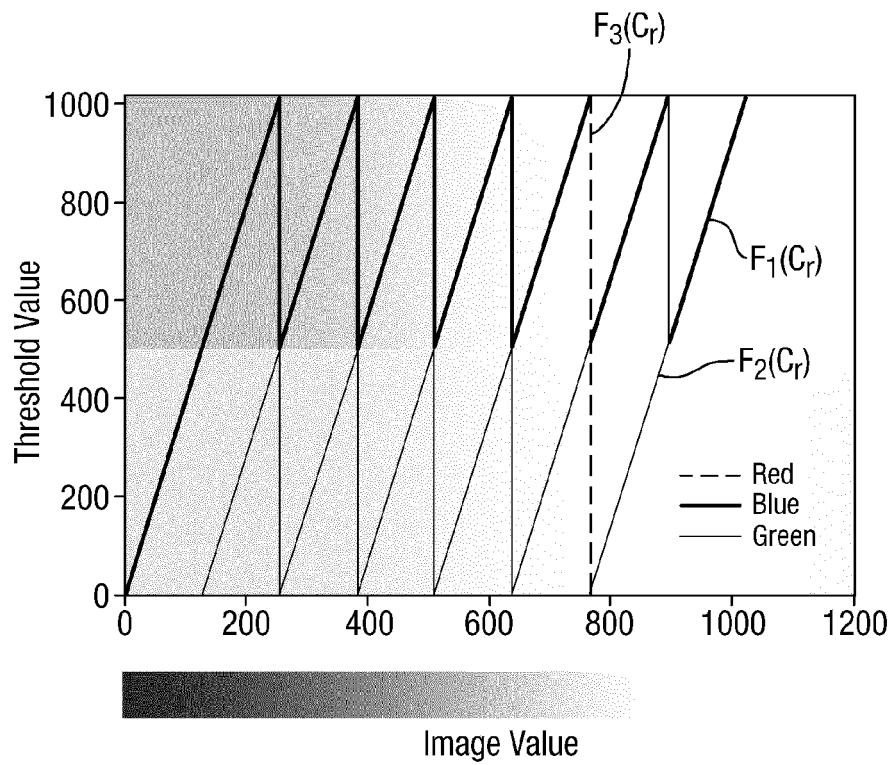 F3(Cr)
1000
800
600
400
200
0
Threshold Value
F1(Cr)
F2(Cr)
Red
Blue
Green
0 200 400 600 800 1000 1200
Image Value